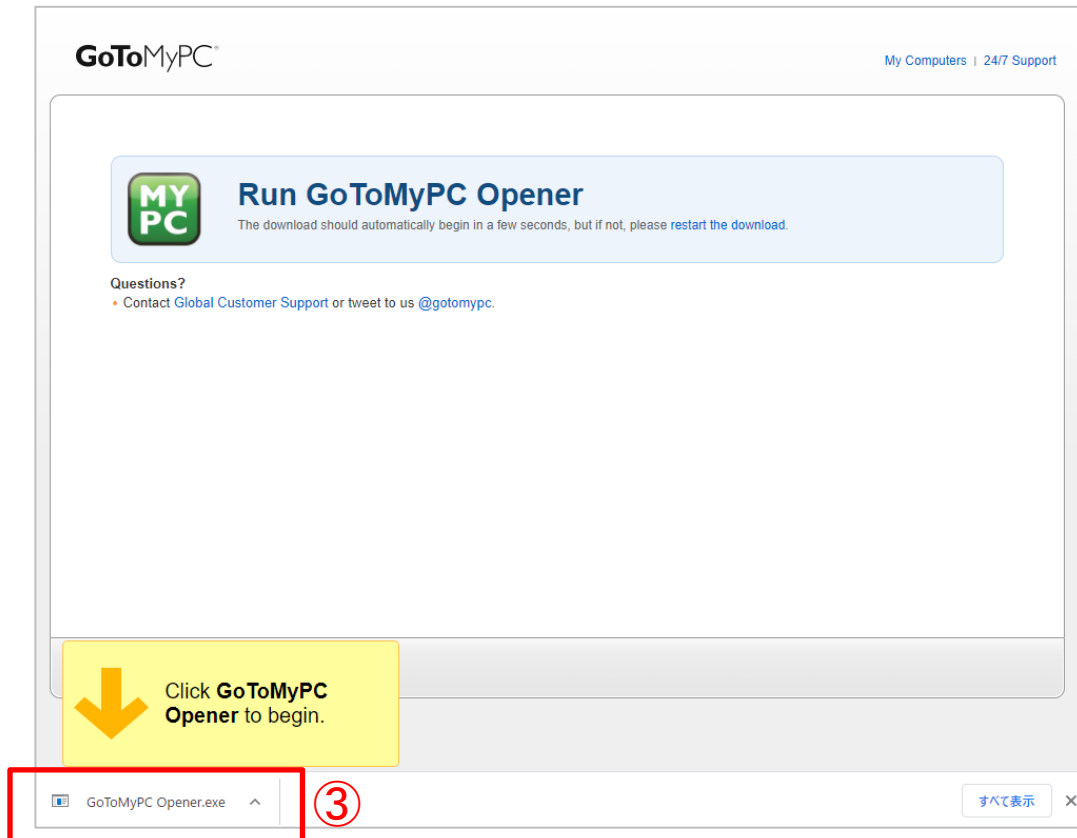 GoToMyPC®
My Computers | 24/7 Support
MY
PC
Run GoToMyPC Opener
The download should automatically begin in a few seconds, but if not, please restart the download.
Questions?
• Contact Global Customer Support or tweet to us @gotomypc.
Click GoToMyPC
Opener to begin.
GoToMyPC Opener.exe
③
すべて表示